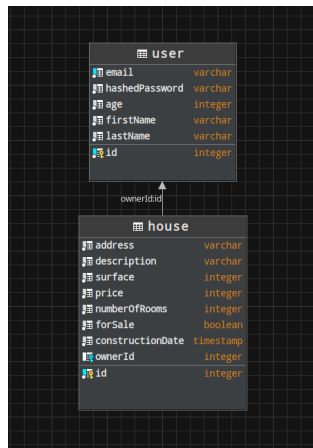 user
email varchar
hashedPassword varchar
age integer
firstName varchar
lastName varchar
id integer
ownerId:id
house
address varchar
description varchar
surface integer
price integer
numberOfRooms integer
forSale boolean
constructionDate timestamp
ownerId integer
id integer